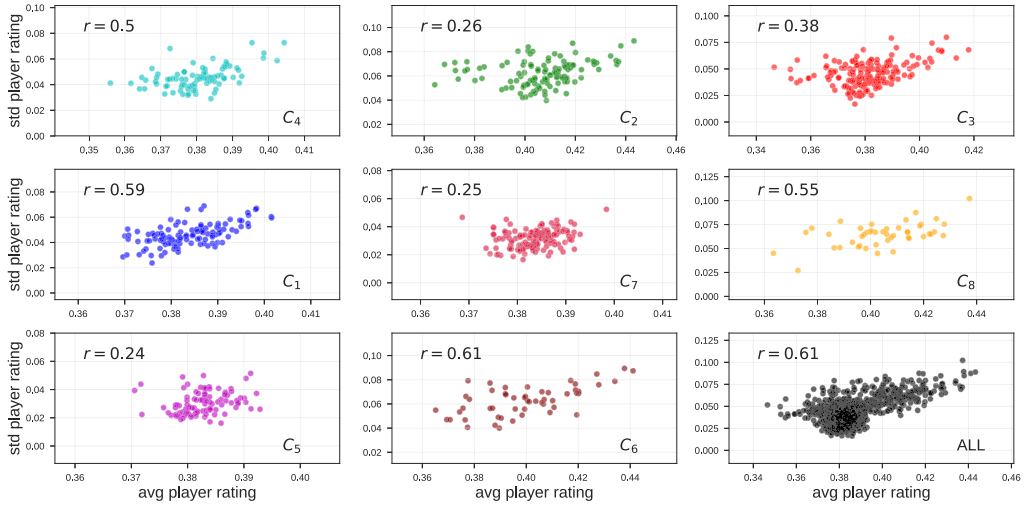 std player rating
0.10
0.08
0.06
0.04
0.02
0.00
r = 0.5
C4
0,35 0,36 0,37 0,38 0,39 0,40 0,41
0.10
0.08
0.06
0.04
0.02
r = 0.26
C2
0,36 0,38 0,40 0,42 0,44 0,46
0.100
0.075
0.050
0.025
0.000
r = 0.38
C3
0,34 0,36 0,38 0,40 0,42
std player rating
0.08
0.06
0.04
0.02
0.00
r = 0.59
C1
0.36 0.37 0.38 0.39 0.40 0.41
0.08
0.06
0.04
0.02
0.00
r = 0.25
C7
0.36 0.37 0.38 0.39 0.40 0.41
0.125
0.100
0.075
0.050
0.025
0.000
r = 0.55
C8
0.36 0.38 0.40 0.42 0.44
std player rating
0.08
0.06
0.04
0.02
0.00
r = 0.24
C5
0.36 0.37 0.38 0.39 0.40
avg player rating
0.10
0.08
0.06
0.04
0.02
r = 0.61
C6
0.36 0.38 0.40 0.42 0.44
avg player rating
0.125
0.100
0.075
0.050
0.025
0.000
r = 0.61
ALL
0.34 0.36 0.38 0.40 0.42 0.44 0.46
avg player rating